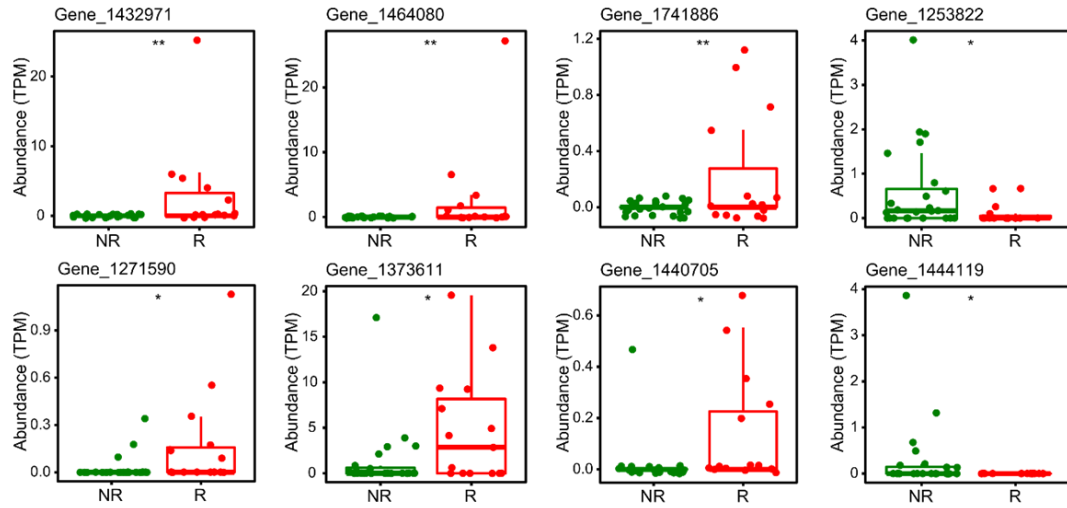 Gene_1432971
Abundance (TPM)
20
10
0
**
NR
R
Gene_1464080
Abundance (TPM)
20
10
0
**
NR
R
Gene_1741886
Abundance (TPM)
1.2
0.8
0.4
0.0
**
NR
R
Gene_1253822
Abundance (TPM)
4
2
1
0
*
NR
R
Gene_1271590
Abundance (TPM)
0.9
0.6
0.3
0.0
*
NR
R
Gene_1373611
Abundance (TPM)
20
15
10
5
0
*
NR
R
Gene_1440705
Abundance (TPM)
0.6
0.4
0.2
0.0
*
NR
R
Gene_1444119
Abundance (TPM)
4
3
2
1
0
*
NR
R